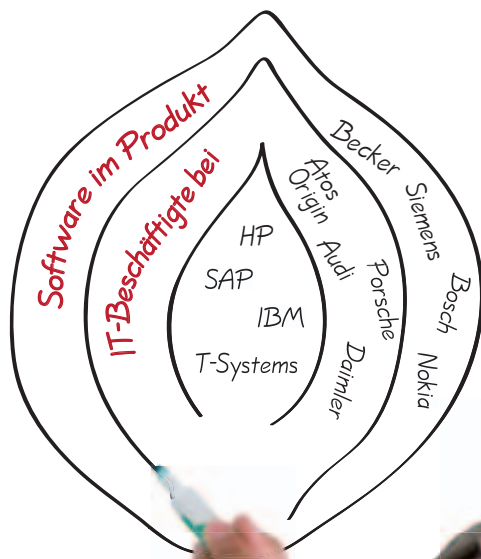 Software im Produkt
IT-Beschäftigte bei
HP
SAP
IBM
T-Systems
Atos
Origin
Audi
Porsche
Daimler
Becker
Siemens
Bosch
Nokia